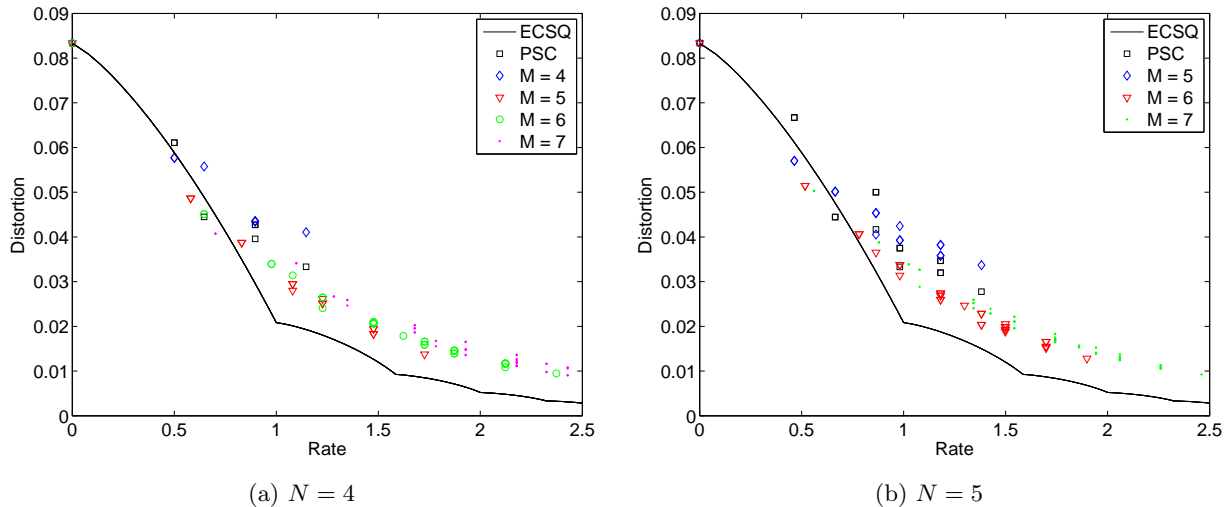 0.09
0.08
0.07
0.06
0.05
0.04
0.03
0.02
0.01
0
Distortion
0 0.5 1 1.5 2 2.5
Rate
ECSQ
PSC
M = 4
M = 5
M = 6
M = 7
(a) N = 4
0.09
0.08
0.07
0.06
0.05
0.04
0.03
0.02
0.01
0
Distortion
0 0.5 1 1.5 2 2.5
Rate
ECSQ
PSC
M = 5
M = 6
M = 7
(b) N = 5